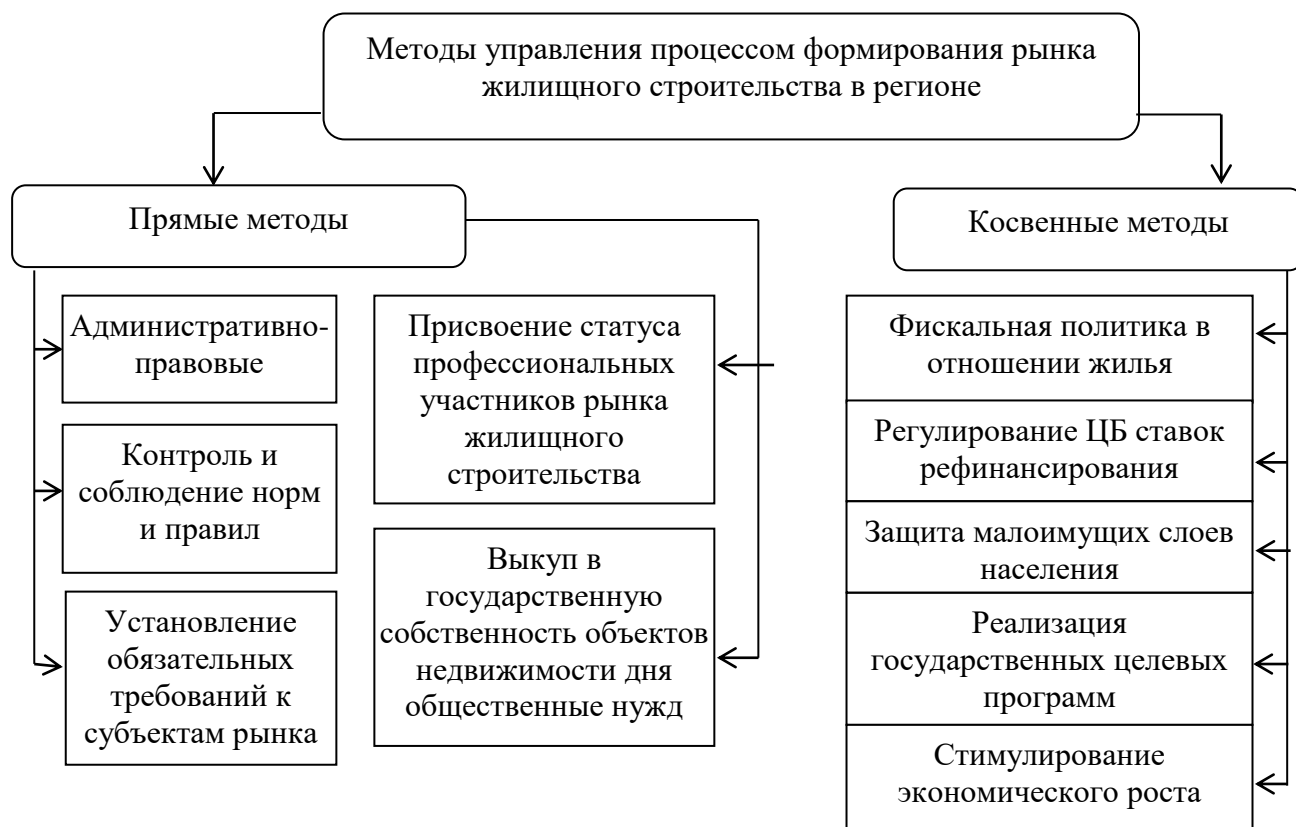 Методы управления процессом формирования рынка
жилищного строительства в регионе
Прямые методы
Косвенные методы
Административно-
правовые
Контроль и
соблюдение норм
и правил
Установление
обязательных
требований к
субъектам рынка
Присвоение статуса
профессиональных
участников рынка
жилищного
строительства
Выкуп в
государственную
собственность объектов
недвижимости дня
общественные нужд
Фискальная политика в
отношении жилья
Регулирование ЦБ ставок
рефинансирования
Защита малоимущих слоев
населения
Реализация
государственных целевых
программ
Стимулирование
экономического роста